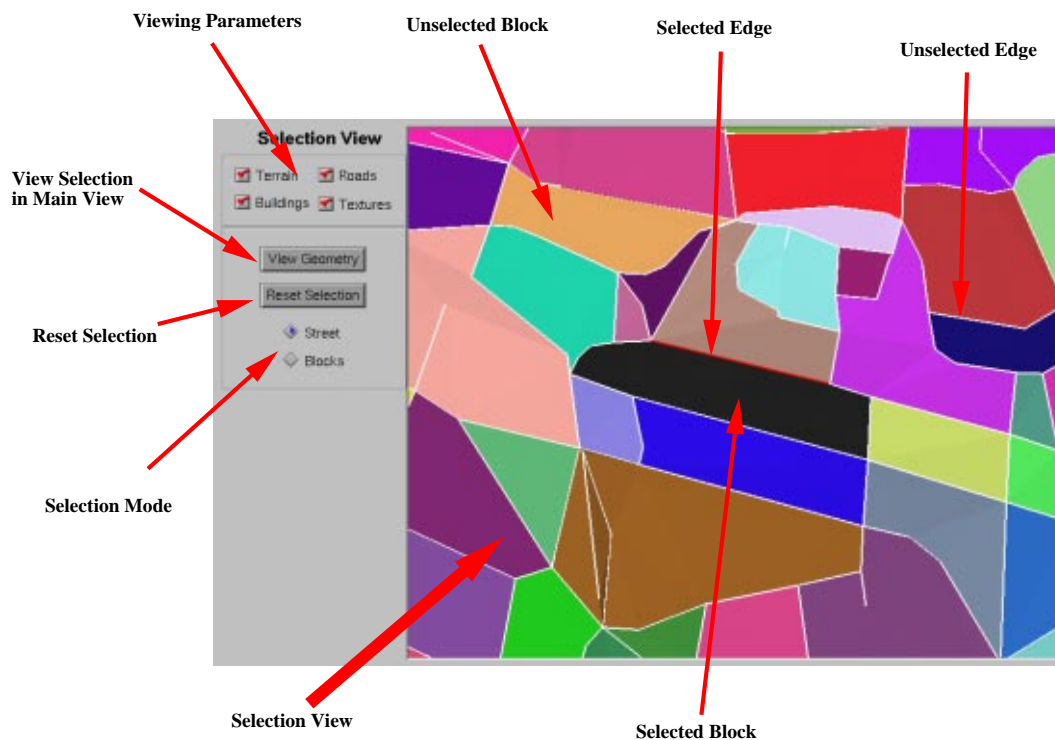 Viewing Parameters
Unselected Block
Selected Edge
Unselected Edge
Selection View
Terrain
Roads
Buildings
Textures
View Selection
in Main View
View Geometry
Reset Selection
Reset Selection
Street
Blocks
Selection Mode
Selection View
Selected Block